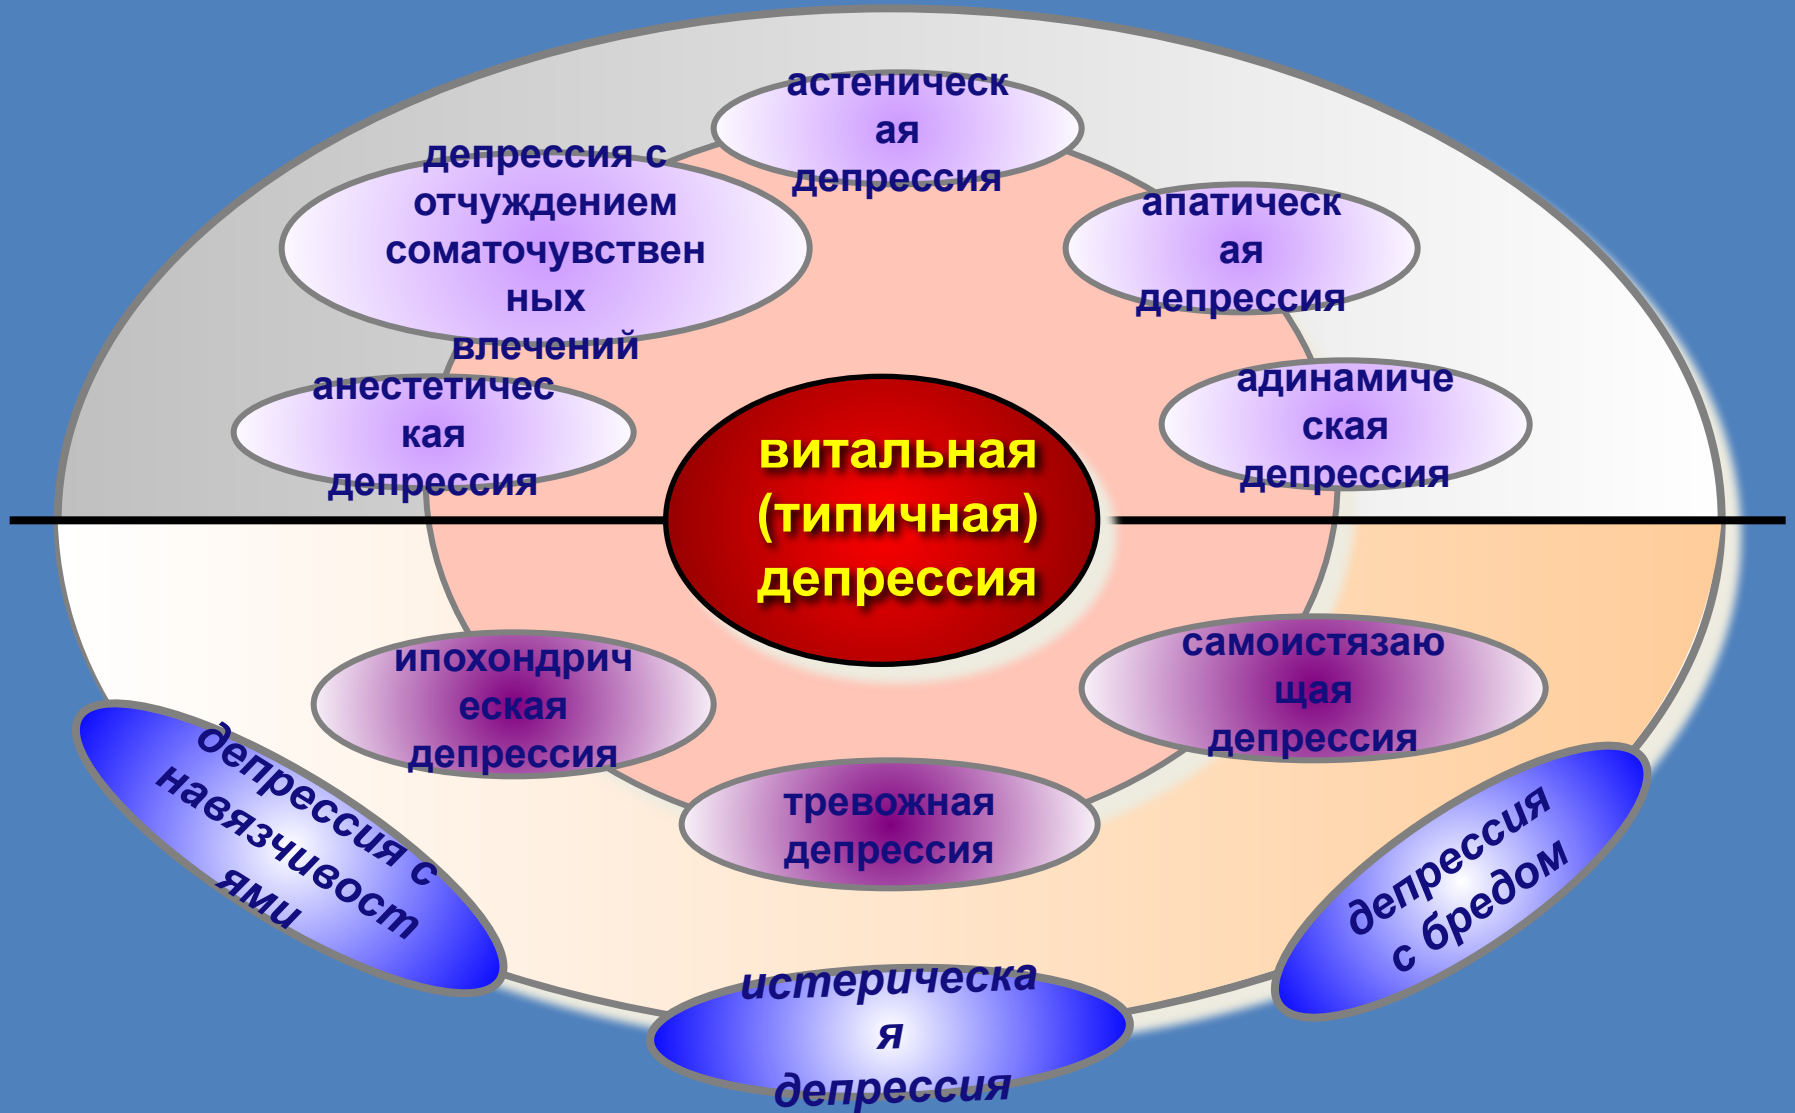 астеническ
ая
депрессия
депрессия с
отчуждением
соматочувствен
ных
влечений
апатическ
ая
депрессия
анестетичес
кая
депрессия
адинамиче
ская
депрессия
витальная
(типичная)
депрессия
ипохондрич
еская
депрессия
самоистязаю
щая
депрессия
тревожная
депрессия
депрессия с
навязчивост
ями
депрессия
с бредом
истерическа
я
депрессия